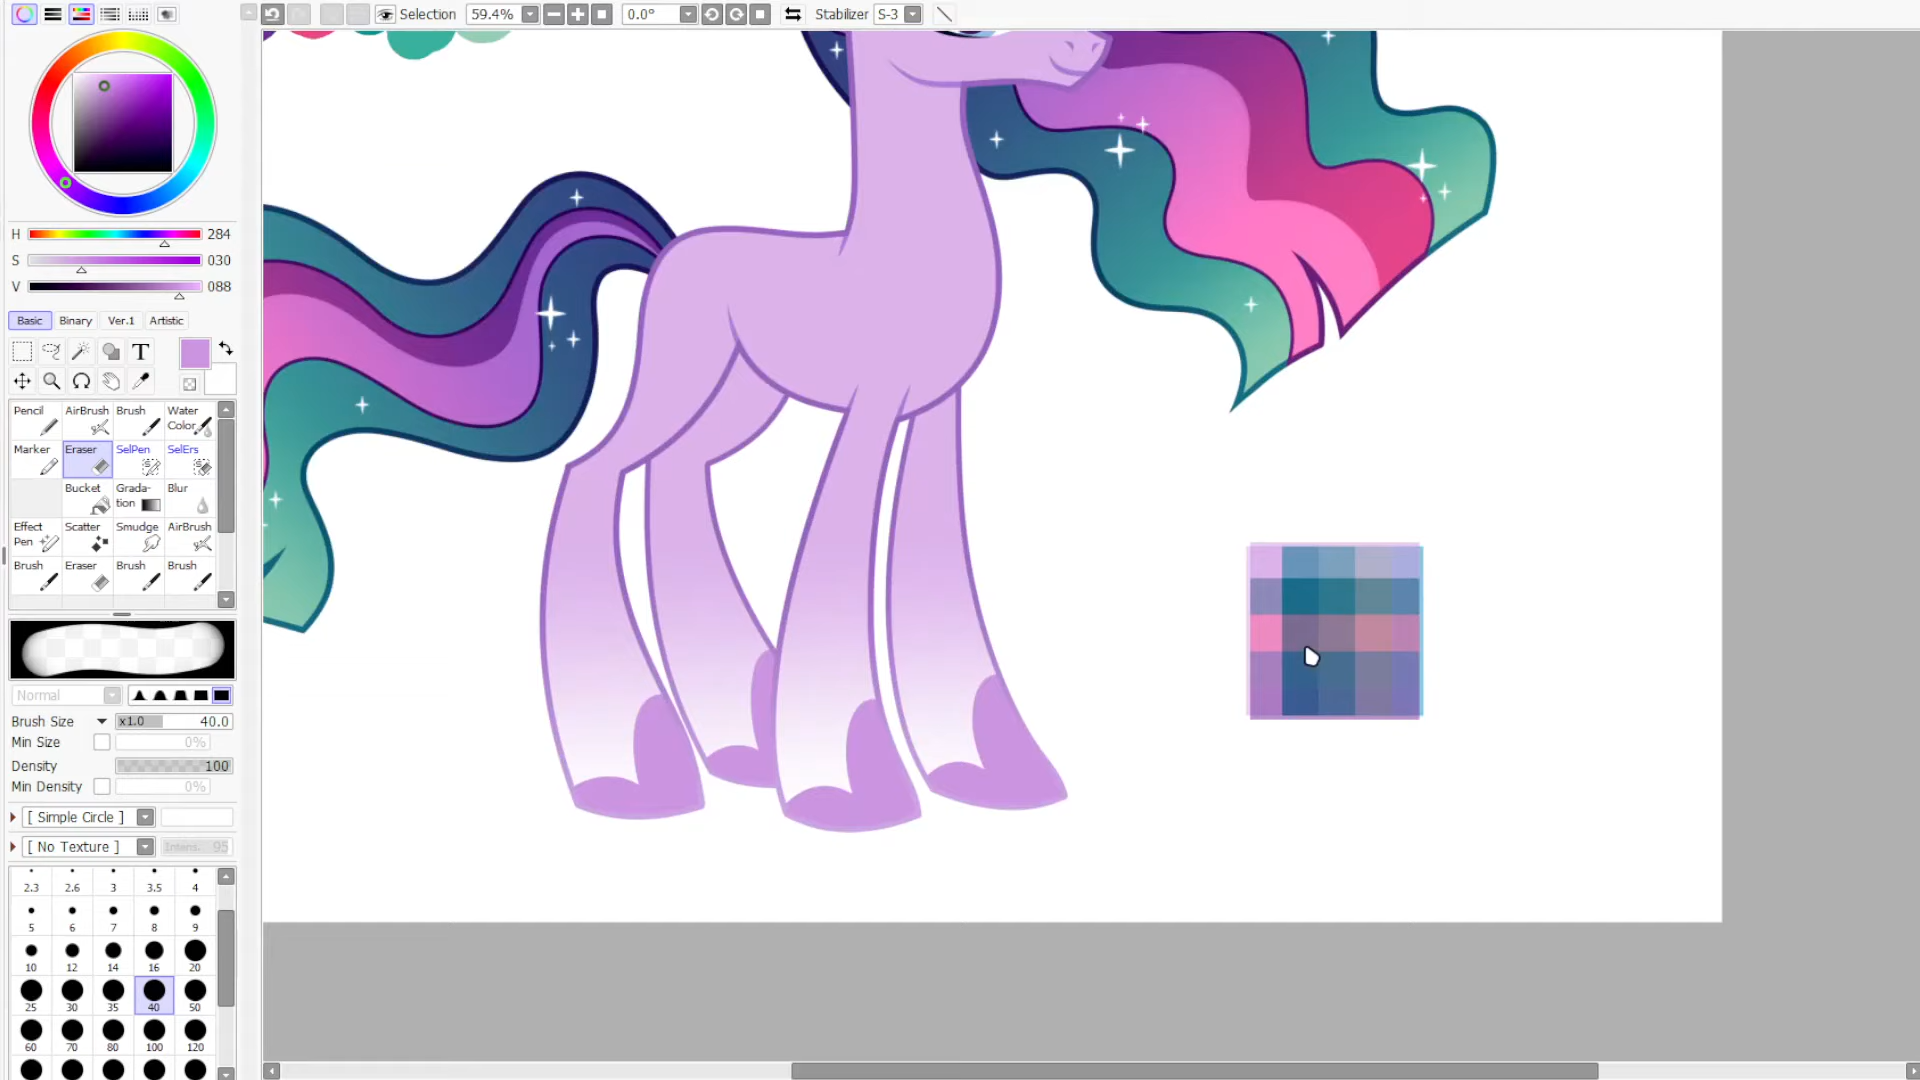 Selection 59.4% 0.0° Stabilizer S-3
H 284
S 030
V 088
Basic Binary Ver.1 Artistic
T
Pencil AirBrush Brush Water Color
Marker Eraser SelPen SelErs
Bucket Grada-tion Blur
Effect Pen Scatter Smudge AirBrush
Brush Eraser Brush Brush
Normal
Brush Size x1.0 40.0
Min Size 0%
Density 100
Min Density 0%
[ Simple Circle ]
[ No Texture ] Intens. 95
2.3 2.6 3 3.5 4
5 6 7 8 9
10 12 14 16 20
25 30 35 40 50
60 70 80 100 120